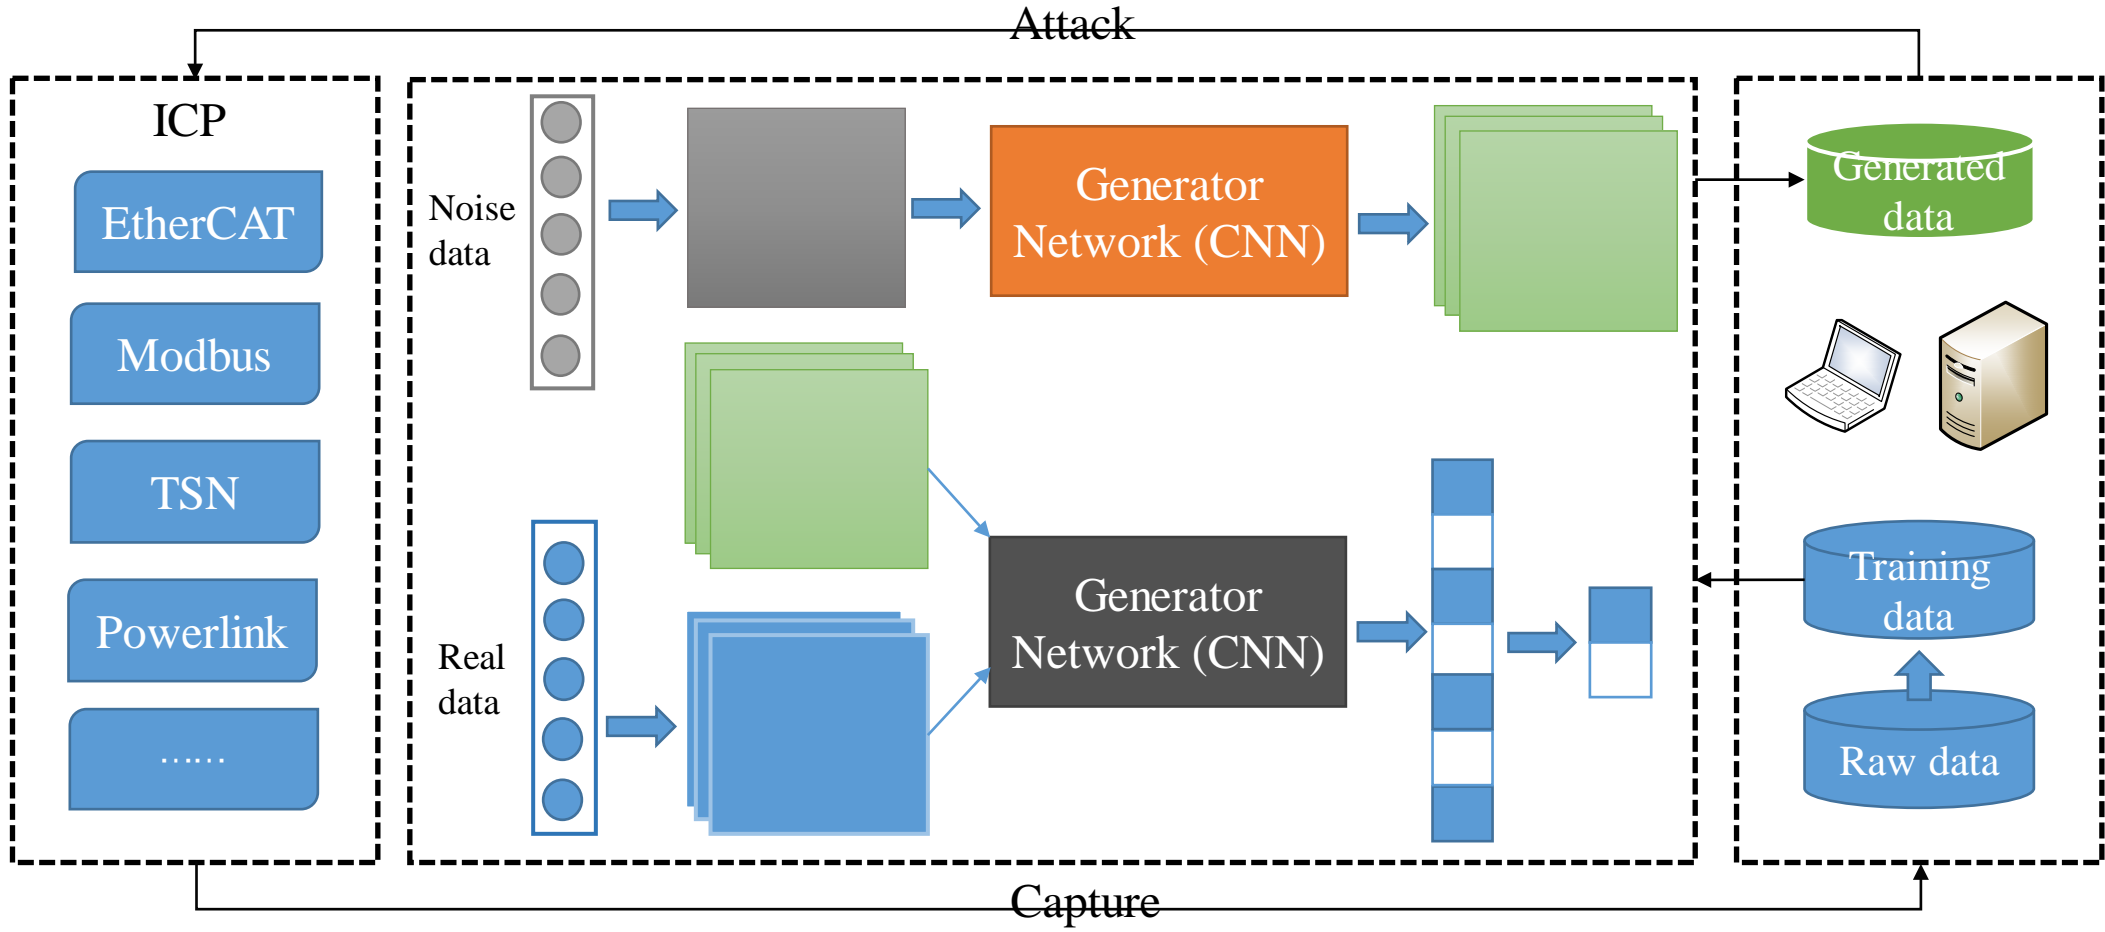 Attack
ICP
EtherCAT
Modbus
TSN
Powerlink
......
Noise
data
Generator
Network (CNN)
Real
data
Generator
Network (CNN)
Generated
data
Training
data
Raw data
Capture